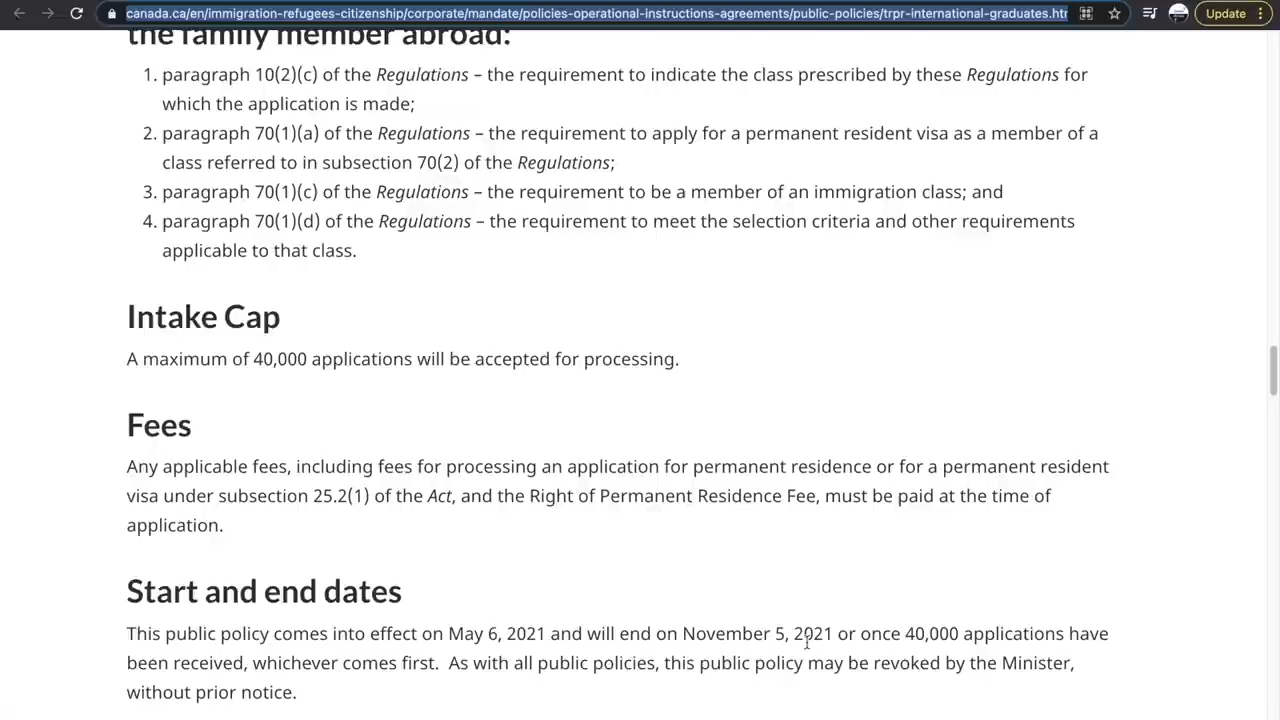 canada.ca/en/immigration-refugees-citizenship/corporate/mandate/policies-operational-instructions-agreements/public-policies/trpr-international-graduates.htm
Update
the family member abroad:
1. paragraph 10(2)(c) of the Regulations – the requirement to indicate the class prescribed by these Regulations for
which the application is made;
2. paragraph 70(1)(a) of the Regulations – the requirement to apply for a permanent resident visa as a member of a
class referred to in subsection 70(2) of the Regulations;
3. paragraph 70(1)(c) of the Regulations – the requirement to be a member of an immigration class; and
4. paragraph 70(1)(d) of the Regulations – the requirement to meet the selection criteria and other requirements
applicable to that class.
Intake Cap
A maximum of 40,000 applications will be accepted for processing.
Fees
Any applicable fees, including fees for processing an application for permanent residence or for a permanent resident
visa under subsection 25.2(1) of the Act, and the Right of Permanent Residence Fee, must be paid at the time of
application.
Start and end dates
This public policy comes into effect on May 6, 2021 and will end on November 5, 2021 or once 40,000 applications have
been received, whichever comes first. As with all public policies, this public policy may be revoked by the Minister,
without prior notice.